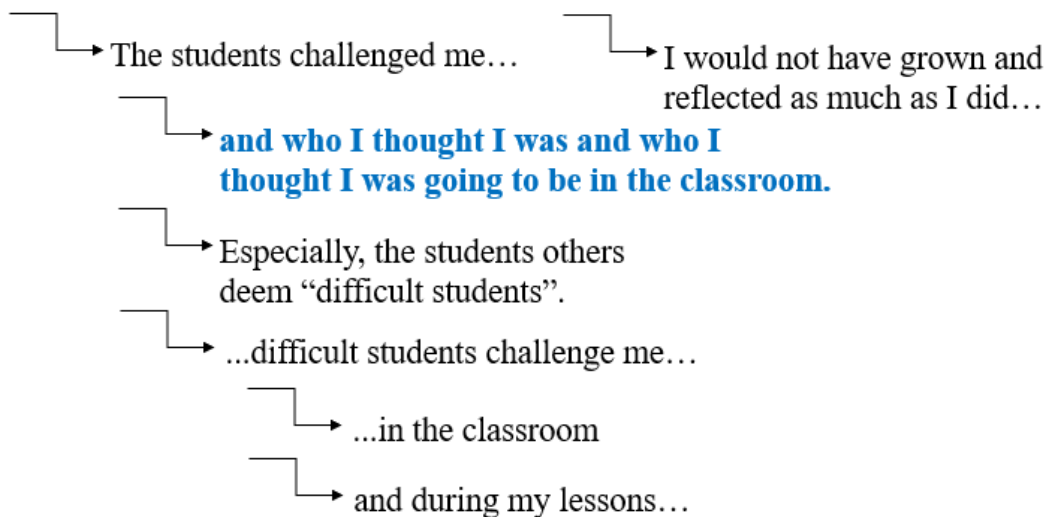 The students challenged me…
I would not have grown and
reflected as much as I did…
and who I thought I was and who I
thought I was going to be in the classroom.
Especially, the students others
deem “difficult students”.
...difficult students challenge me…
...in the classroom
and during my lessons…